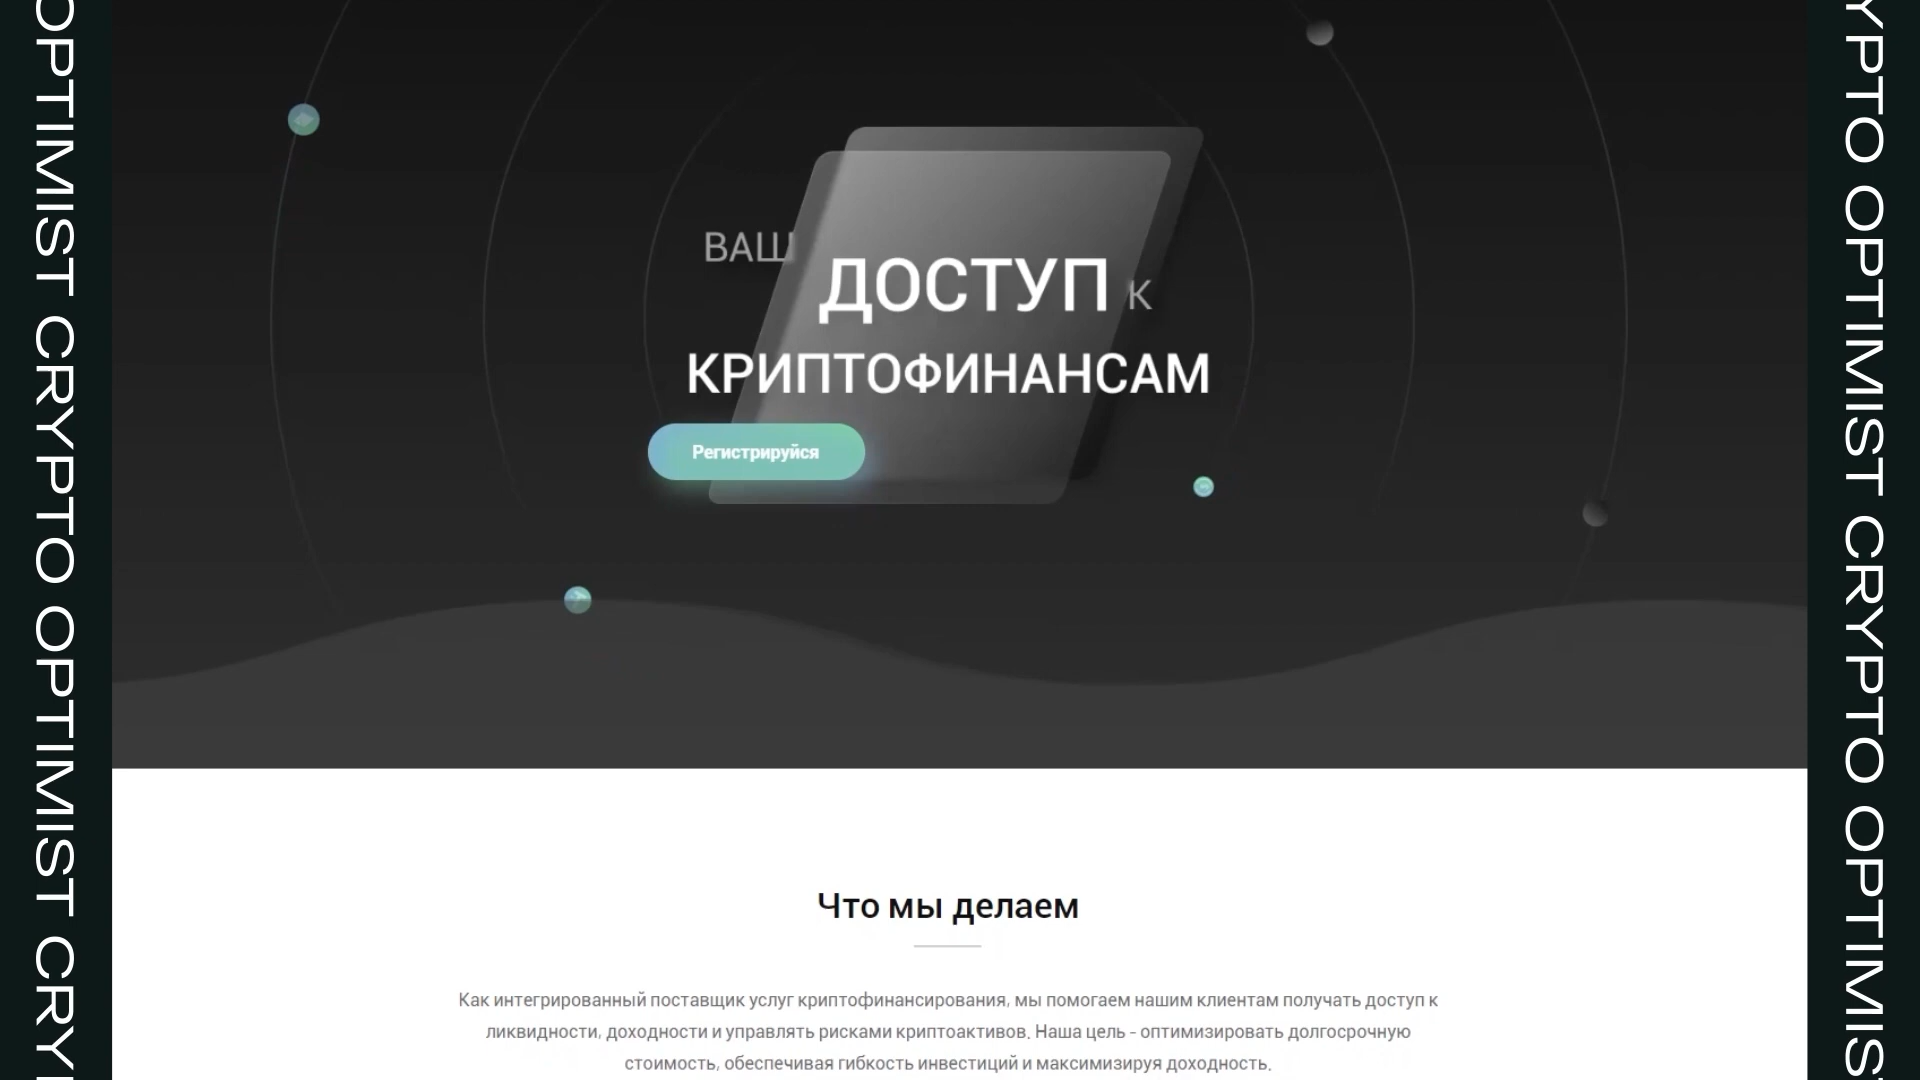 OPTIMIST CRYPTO OPTIMIST CRY
ВАШ
ДОСТУП К
КРИПТОФИНАНСАМ
Регистрируйся
Что мы делаем
Как интегрированный поставщик услуг криптофинансирования, мы помогаем нашим клиентам получать доступ к
ликвидности, доходности и управлять рисками криптоактивов. Наша цель - оптимизировать долгосрочную
стоимость, обеспечивая гибкость инвестиций и максимизируя доходность.
YPTO OPTIMIST CRYPTO OPTIMIS